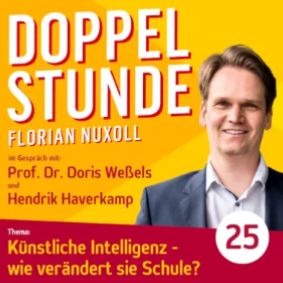 DOPPEL
STUNDE
FLORIAN NUXOLL
im Gespräch mit:
Prof. Dr. Doris Weßels
und
Hendrik Haverkamp
25
Thema:
Künstliche Intelligenz -
wie verändert sie Schule?